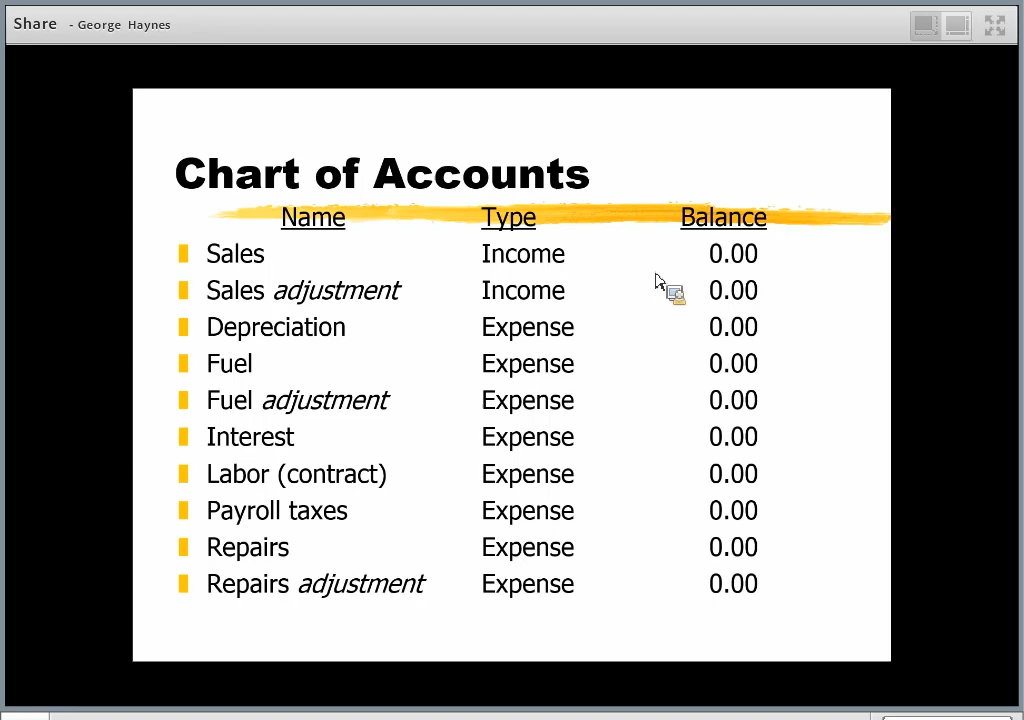 Share - George Haynes
Chart of Accounts
Name Type Balance
Sales Income 0.00
Sales adjustment Income 0.00
Depreciation Expense 0.00
Fuel Expense 0.00
Fuel adjustment Expense 0.00
Interest Expense 0.00
Labor (contract) Expense 0.00
Payroll taxes Expense 0.00
Repairs Expense 0.00
Repairs adjustment Expense 0.00